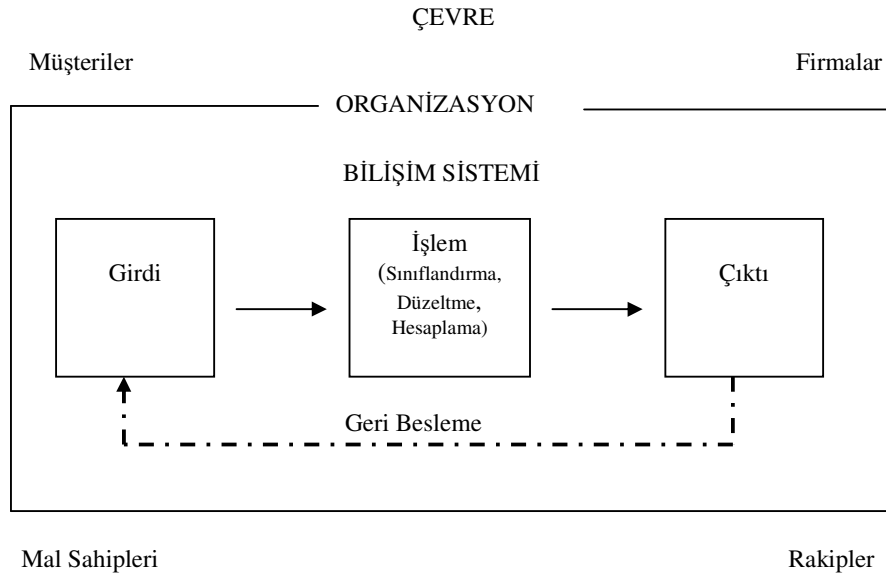 ÇEVRE
Müşteriler
Firmalar
ORGANİZASYON
BİLİŞİM SİSTEMİ
Girdi
İşlem
(Sınıflandırma,
Düzeltme,
Hesaplama)
Çıktı
Geri Besleme
Mal Sahipleri
Rakipler